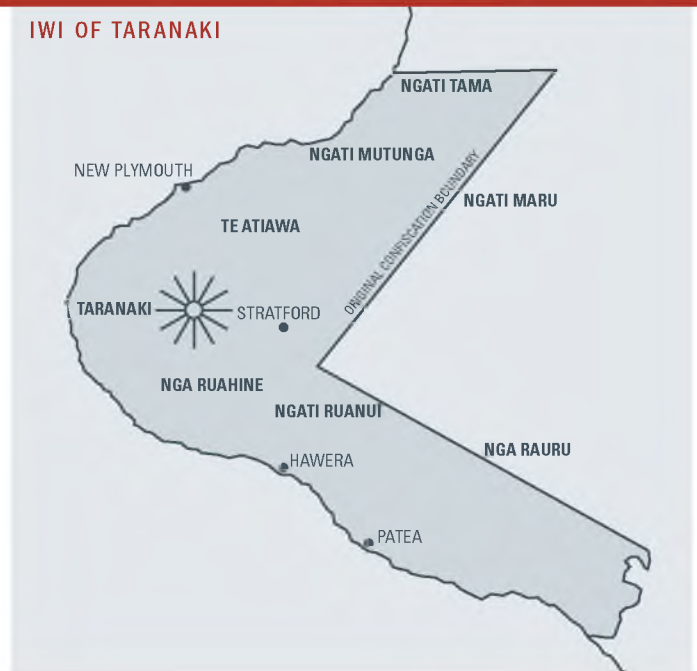 IWI OF TARANAKI
NGATI TAMA
NGATI MUTUNGA
NEW PLYMOUTH
ORIGINAL CONFISCATION BOUNDARY
NGATI MARU
TE ATIAWA
TARANAKI
STRATFORD
NGA RUAHINE
NGATI RUANUI
NGA RAURU
HAWERA
PATEA